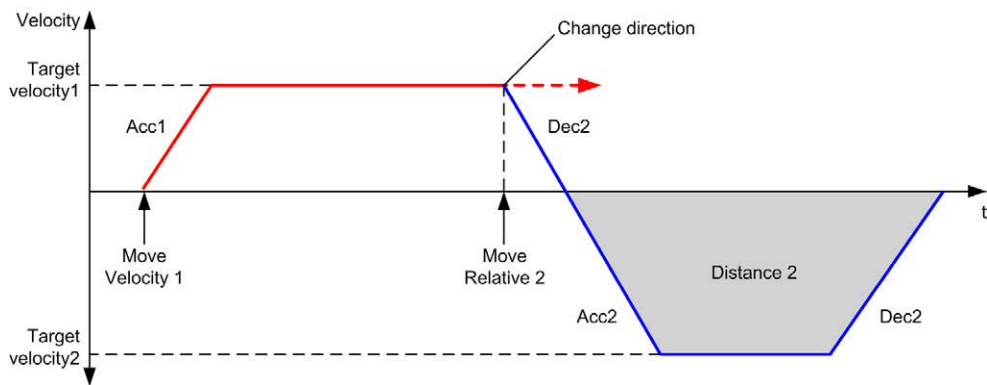 Velocity
Change direction
Target
velocity1
Acc1
Dec2
t
Move
Velocity 1
Move
Relative 2
Distance 2
Acc2
Dec2
Target
velocity2